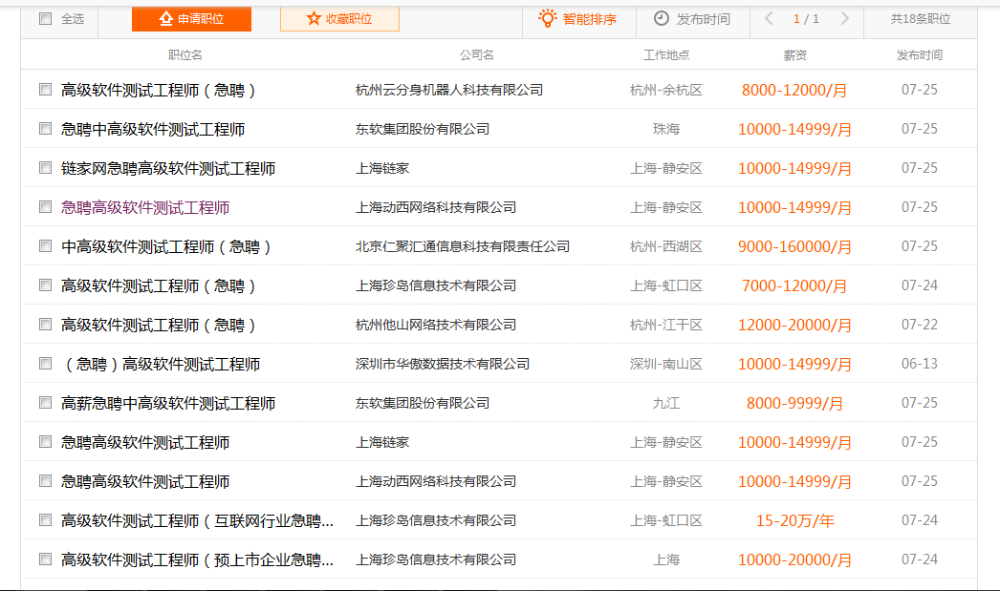 全选 申请职位 收藏职位 智能排序 发布时间 1 / 1 共18条职位
职位名 公司名 工作地点 薪资 发布时间
高级软件测试工程师（急聘） 杭州云分身机器人科技有限公司 杭州-余杭区 8000-12000/月 07-25
急聘中高级软件测试工程师 东软集团股份有限公司 珠海 10000-14999/月 07-25
链家网急聘高级软件测试工程师 上海链家 上海-静安区 10000-14999/月 07-25
急聘高级软件测试工程师 上海动西网络科技有限公司 上海-静安区 10000-14999/月 07-25
中高级软件测试工程师（急聘） 北京仁聚汇通信息科技有限责任公司 杭州-西湖区 9000-160000/月 07-25
高级软件测试工程师（急聘） 上海珍岛信息技术有限公司 上海-虹口区 7000-12000/月 07-24
高级软件测试工程师（急聘） 杭州他山网络技术有限公司 杭州-江干区 12000-20000/月 07-22
（急聘）高级软件测试工程师 深圳市华傲数据技术有限公司 深圳-南山区 10000-14999/月 06-13
高薪急聘中高级软件测试工程师 东软集团股份有限公司 九江 8000-9999/月 07-25
急聘高级软件测试工程师 上海链家 上海-静安区 10000-14999/月 07-25
急聘高级软件测试工程师 上海动西网络科技有限公司 上海-静安区 10000-14999/月 07-25
高级软件测试工程师（互联网行业急聘... 上海珍岛信息技术有限公司 上海-虹口区 15-20万/年 07-24
高级软件测试工程师（预上市企业急聘... 上海珍岛信息技术有限公司 上海 10000-20000/月 07-24